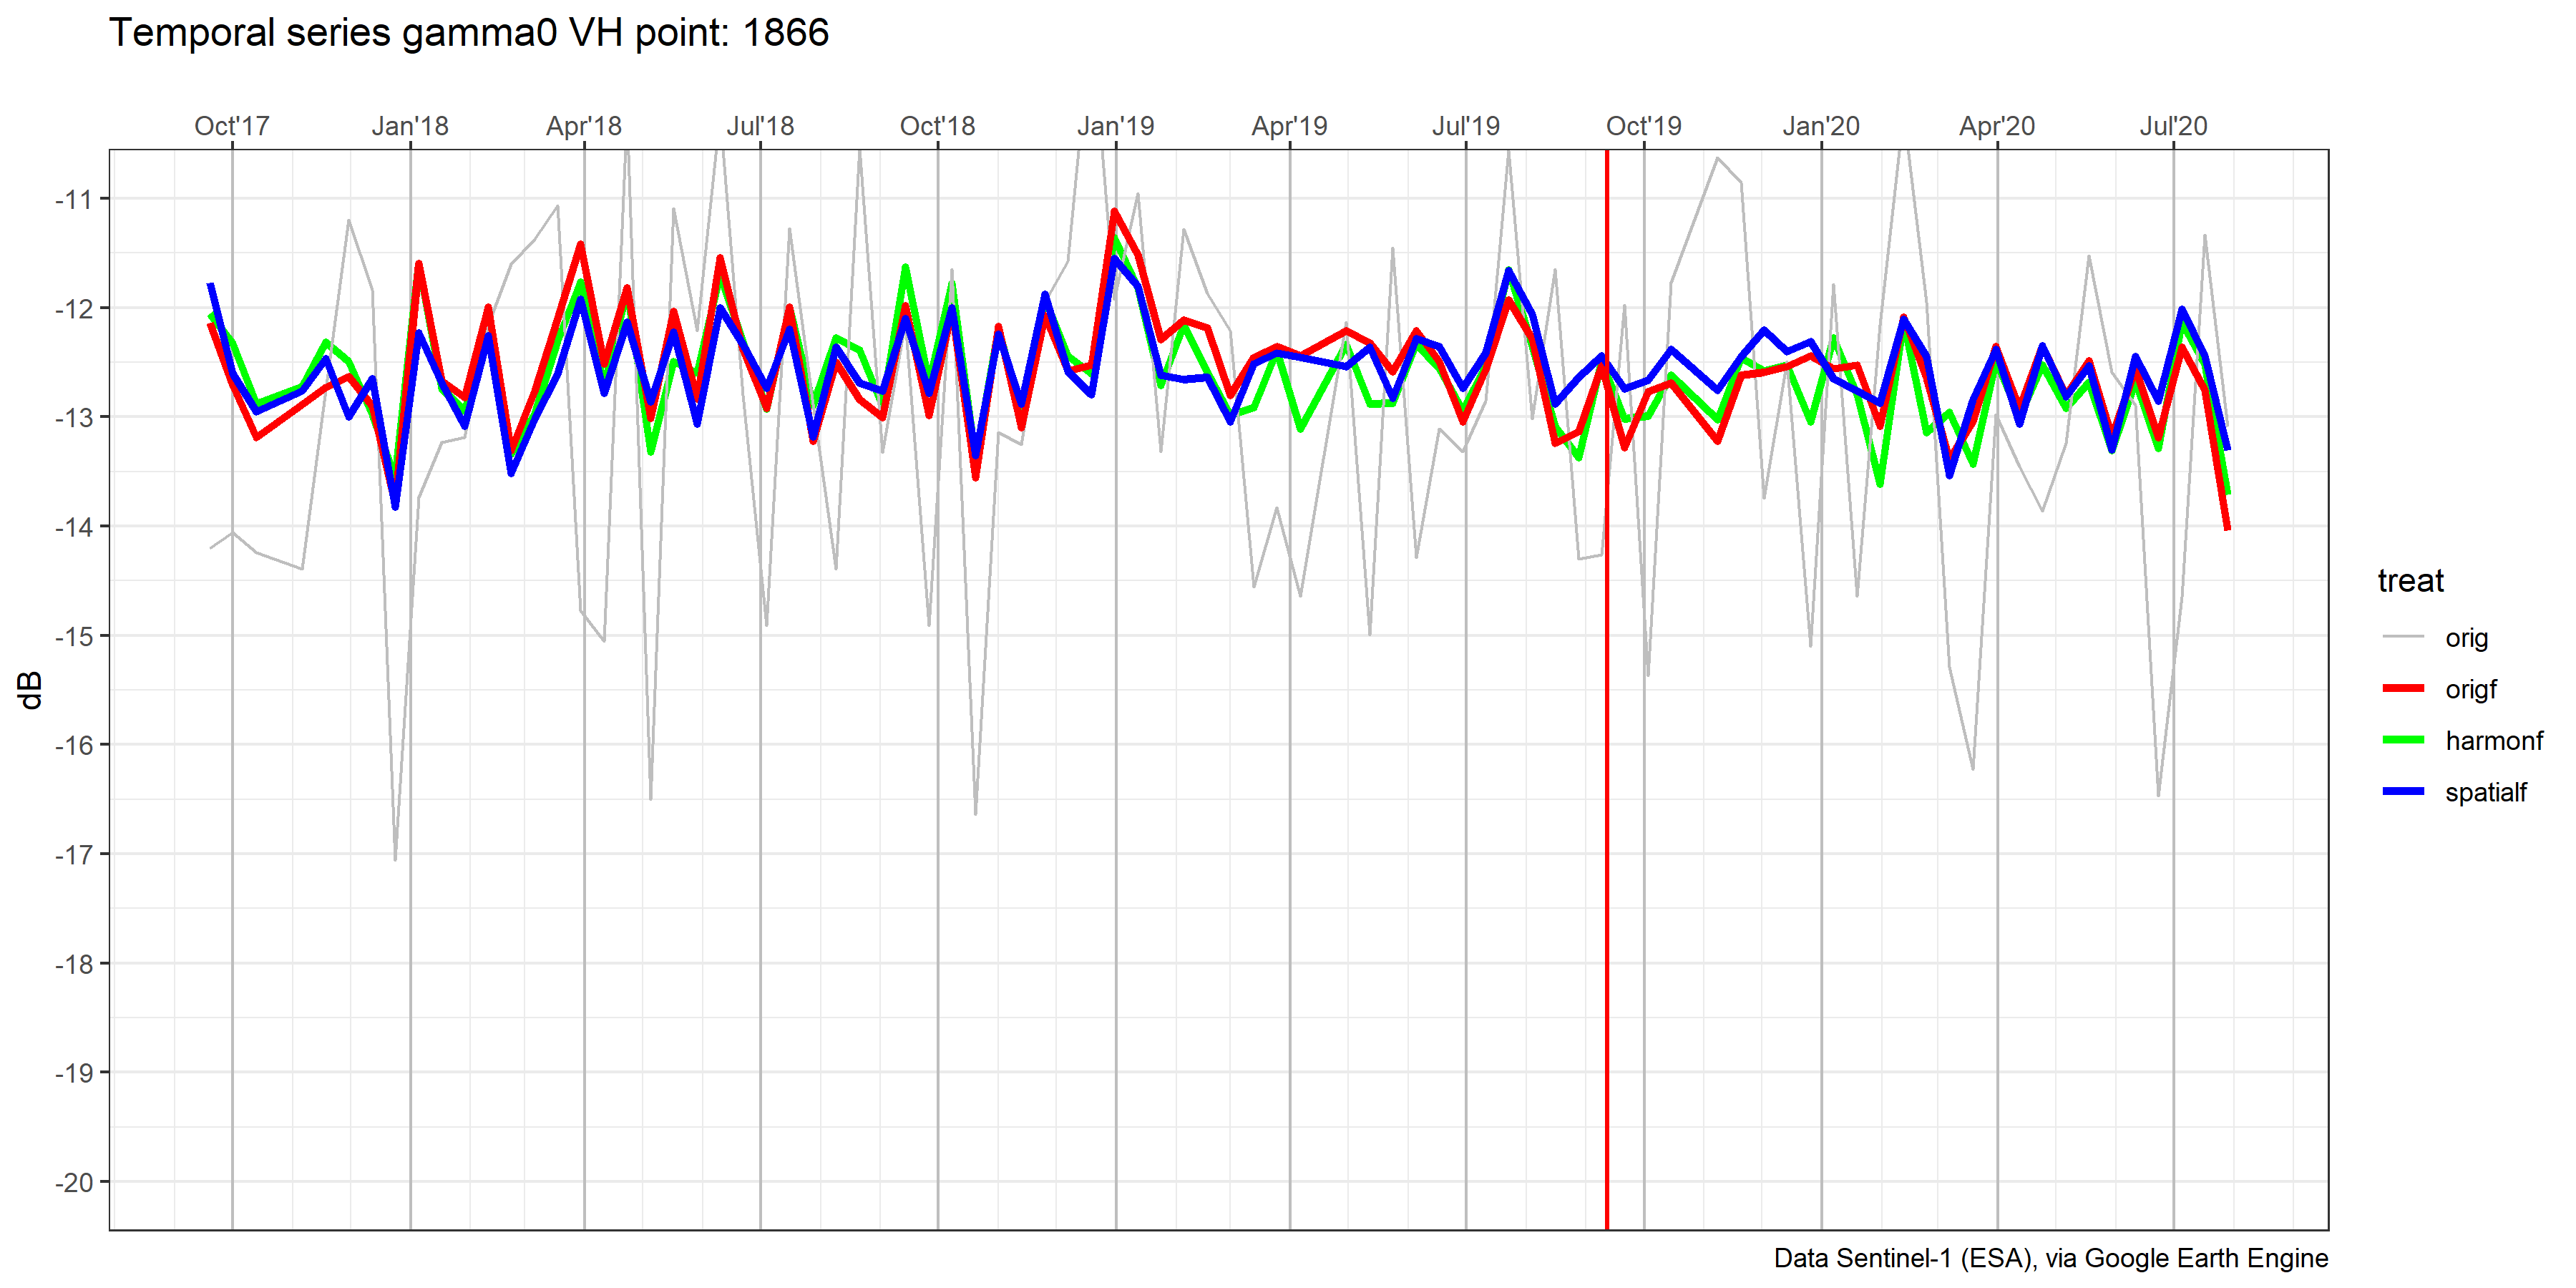 Temporal series gamma0 VH point: 1866
Oct'17 Jan'18 Apr'18 Jul'18 Oct'18 Jan'19 Apr'19 Jul'19 Oct'19 Jan'20 Apr'20 Jul'20
-11
-12
-13
-14
-15
-16
-17
-18
-19
-20
dB
treat
orig
origf
harmonf
spatialf
Data Sentinel-1 (ESA), via Google Earth Engine